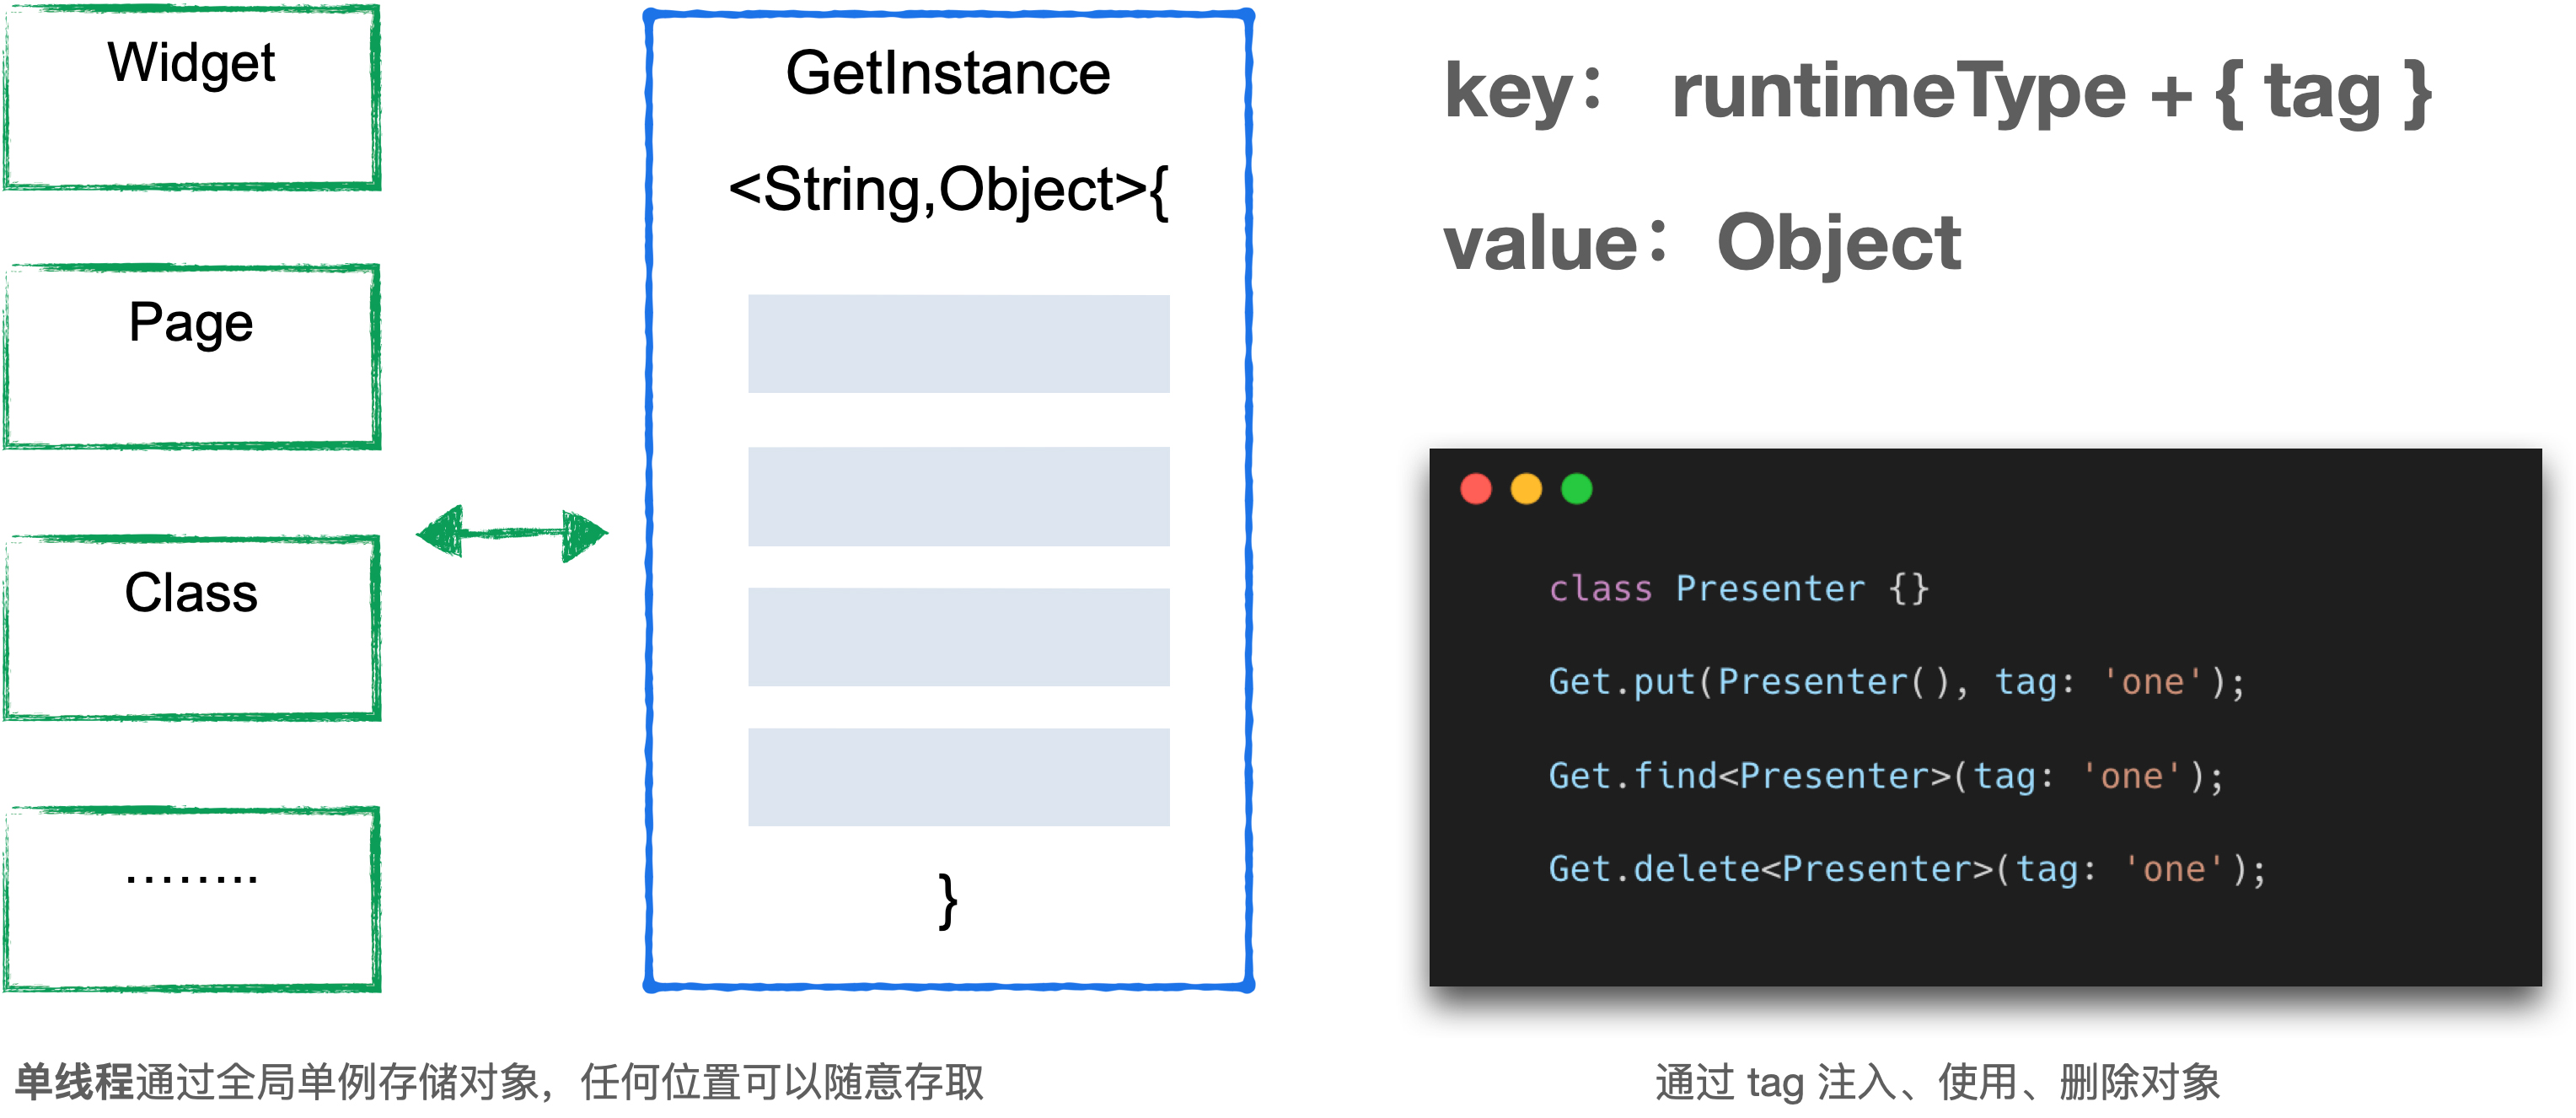 Widget
Page
Class
........
GetInstance
<String,Object>{
}
key： runtimeType + { tag }
value：Object
class Presenter {}
Get.put(Presenter(), tag: 'one');
Get.find<Presenter>(tag: 'one');
Get.delete<Presenter>(tag: 'one');
单线程通过全局单例存储对象，任何位置可以随意存取
通过 tag 注入、使用、删除对象